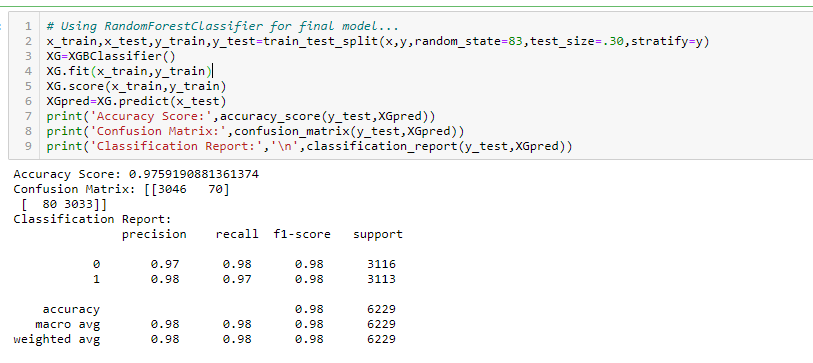 1 # Using RandomForestClassifier for final model...
2 x_train,x_test,y_train,y_test=train_test_split(x,y,random_state=83,test_size=.30,stratify=y)
3 XG=XGBClassifier()
4 XG.fit(x_train,y_train)
5 XG.score(x_train,y_train)
6 XGpred=XG.predict(x_test)
7 print('Accuracy Score:',accuracy_score(y_test,XGpred))
8 print('Confusion Matrix:',confusion_matrix(y_test,XGpred))
9 print('Classification Report:','\n',classification_report(y_test,XGpred))
Accuracy Score: 0.9759190881361374
Confusion Matrix: [[3046 70]
[ 80 3033]]
Classification Report:
precision recall f1-score support
0 0.97 0.98 0.98 3116
1 0.98 0.97 0.98 3113
accuracy 0.98 6229
macro avg 0.98 0.98 0.98 6229
weighted avg 0.98 0.98 0.98 6229